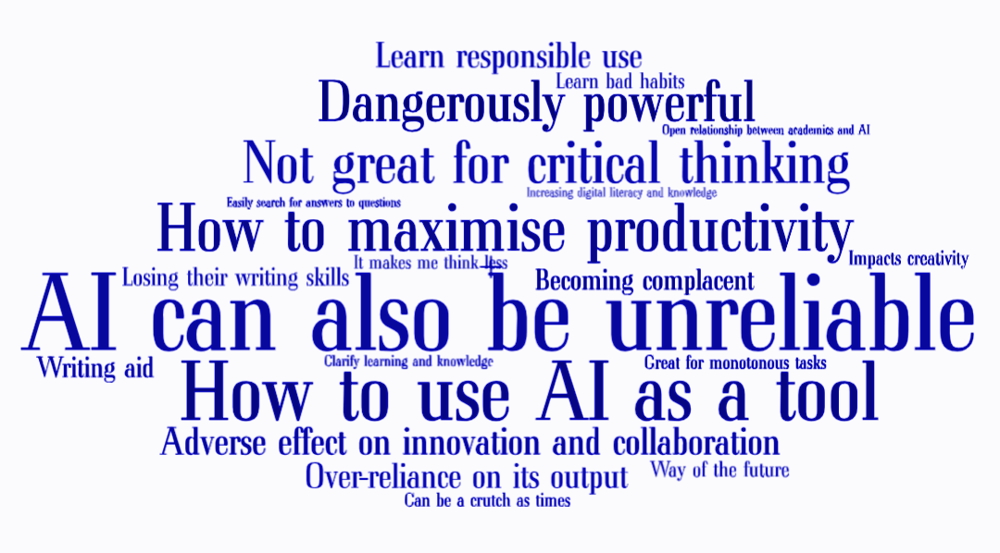 Learn responsible use
Learn bad habits
Dangerously powerful
Open relationship between academics and AI
Not great for critical thinking
Increasing digital literacy and knowledge
Easily search for answers to questions
How to maximise productivity
Impacts creativity
It makes me think less
Losing their writing skills
Becoming complacent
AI can also be unreliable
Writing aid
Clarify learning and knowledge
Great for monotonous tasks
How to use AI as a tool
Adverse effect on innovation and collaboration
Way of the future
Over-reliance on its output
Can be a crutch as times